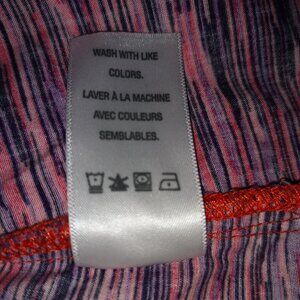 WASH WITH LIKE
COLORS.
LAVER À LA MACHINE
AVEC COULEURS
SEMBLABLES.